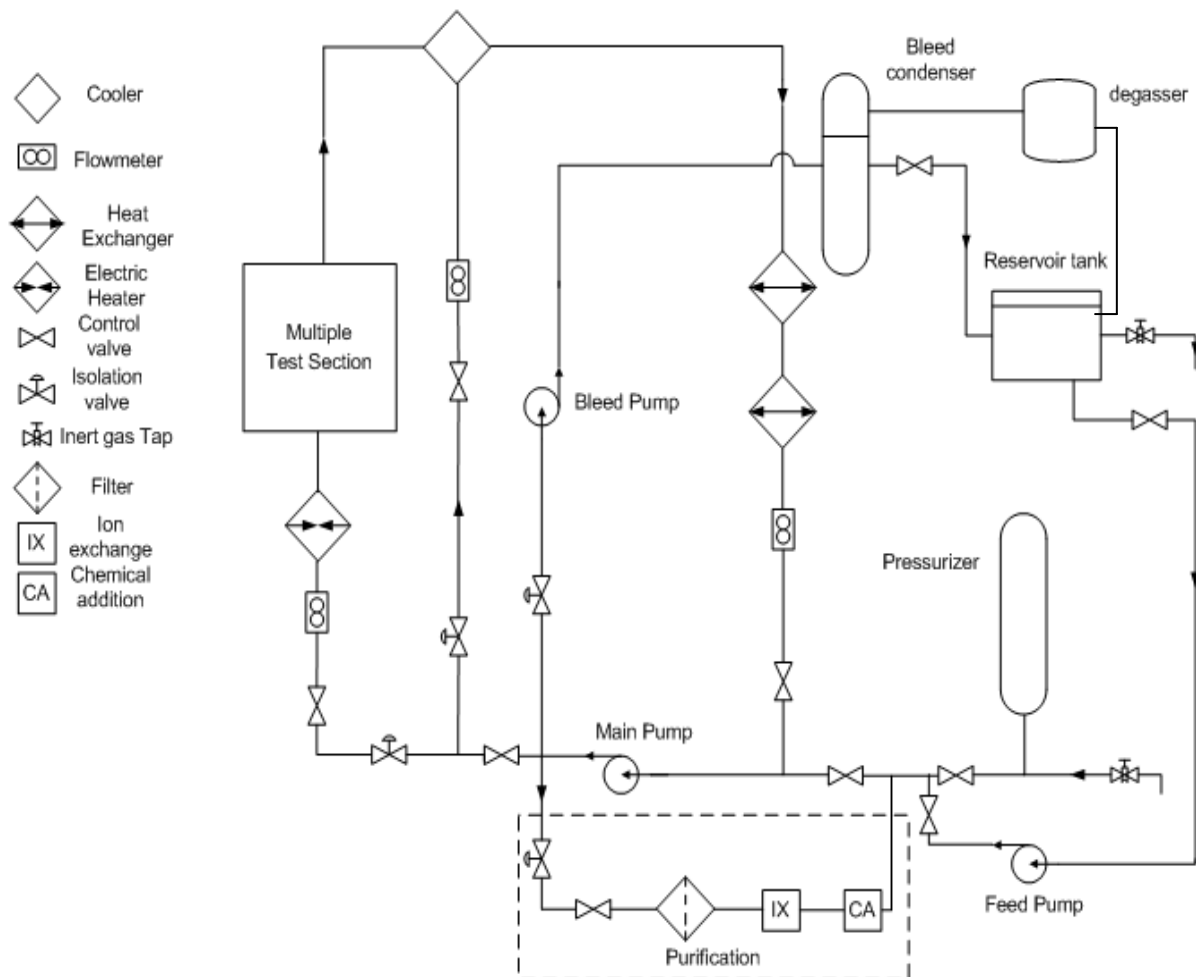 Cooler
Flowmeter
Heat
Exchanger
Electric
Heater
Control
valve
Isolation
valve
Inert gas Tap
Filter
IX
Ion
exchange
CA
Chemical
addition
Bleed
condenser
degasser
Reservoir tank
Multiple
Test Section
Bleed Pump
Pressurizer
Main Pump
Feed Pump
IX
CA
Purification